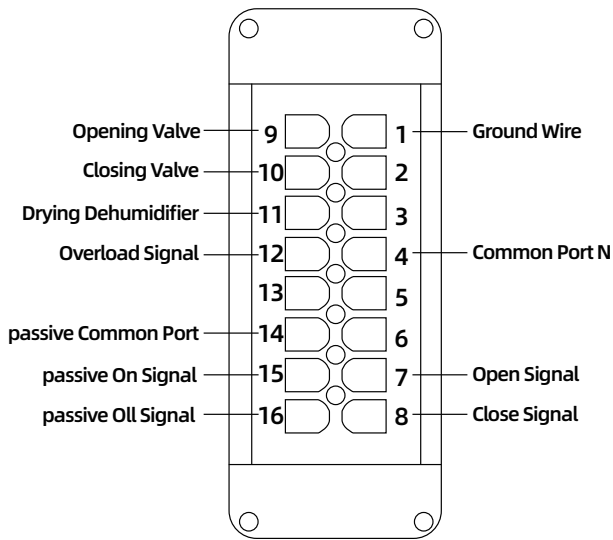 Opening Valve 9 1 Ground Wire
Closing Valve 10 2
Drying Dehumidifier 11 3
Overload Signal 12 4 Common Port N
13 5
passive Common Port 14 6
passive On Signal 15 7 Open Signal
passive Oll Signal 16 8 Close Signal